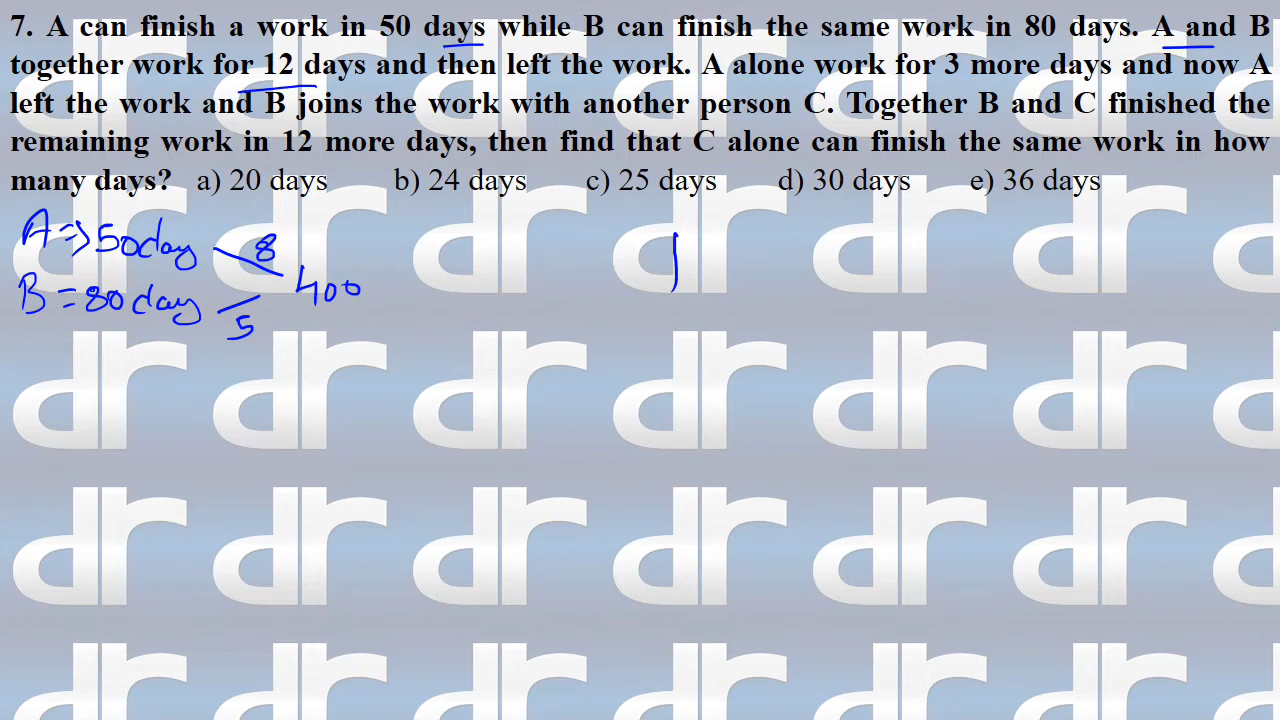 7. A can finish a work in 50 days while B can finish the same work in 80 days. A and B
together work for 12 days and then left the work. A alone work for 3 more days and now A
left the work and B joins the work with another person C. Together B and C finished the
remaining work in 12 more days, then find that C alone can finish the same work in how
many days? a) 20 days b) 24 days c) 25 days d) 30 days e) 36 days
A => 50 day 8
400
B = 80 day
5